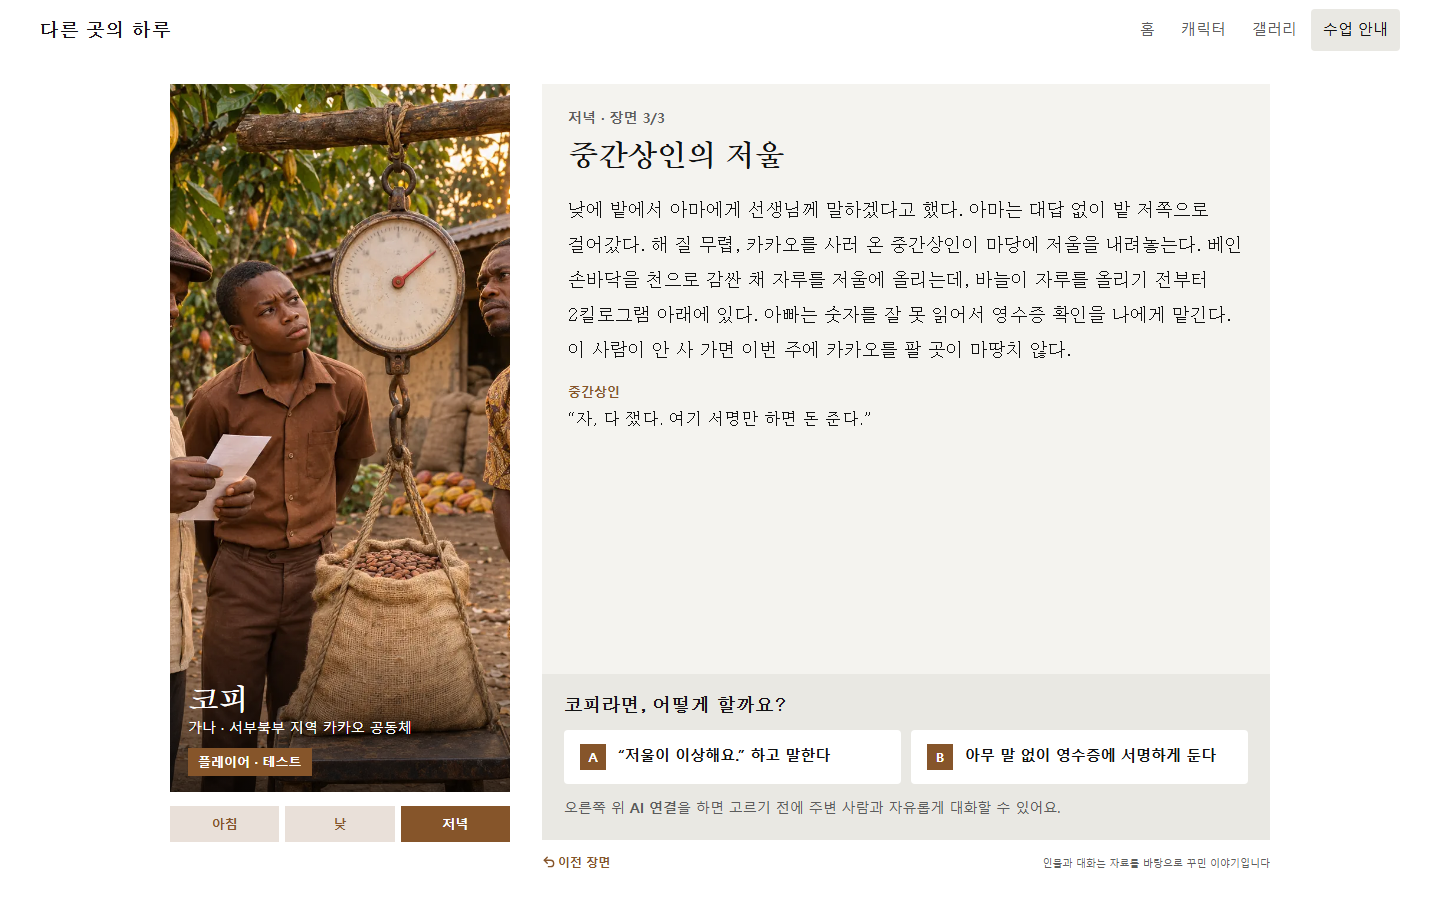 다른 곳의 하루
홈 캐릭터 갤러리 수업 안내
코피
가나 · 서부북부 지역 카카오 공동체
플레이어 · 테스트
아침 낮 저녁
저녁 · 장면 3/3
중간상인의 저울
낮에 밭에서 아마에게 선생님께 말하겠다고 했다. 아마는 대답 없이 밭 저쪽으로
걸어갔다. 해 질 무렵, 카카오를 사러 온 중간상인이 마당에 저울을 내려놓는다. 베인
손바닥을 천으로 감싼 채 자루를 저울에 올리는데, 바늘이 자루를 올리기 전부터
2킬로그램 아래에 있다. 아빠는 숫자를 잘 못 읽어서 영수증 확인을 나에게 맡긴다.
이 사람이 안 사 가면 이번 주에 카카오를 팔 곳이 마땅치 않다.
중간상인
“자, 다 쟀다. 여기 서명만 하면 돈 준다.”
코피라면, 어떻게 할까요?
A “저울이 이상해요.” 하고 말한다
B 아무 말 없이 영수증에 서명하게 둔다
오른쪽 위 AI 연결을 하면 고르기 전에 주변 사람과 자유롭게 대화할 수 있어요.
이전 장면
인물과 대화는 자료를 바탕으로 꾸민 이야기입니다